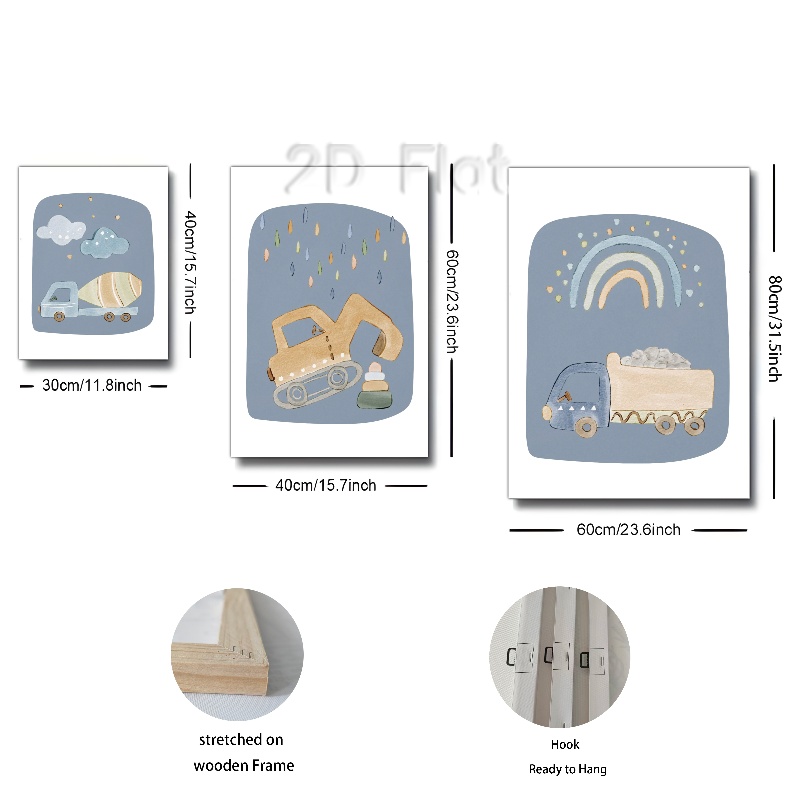 2D Flat
40cm/15.7inch
30cm/11.8inch
60cm/23.6inch
40cm/15.7inch
80cm/31.5inch
60cm/23.6inch
stretched on
wooden Frame
Hook
Ready to Hang